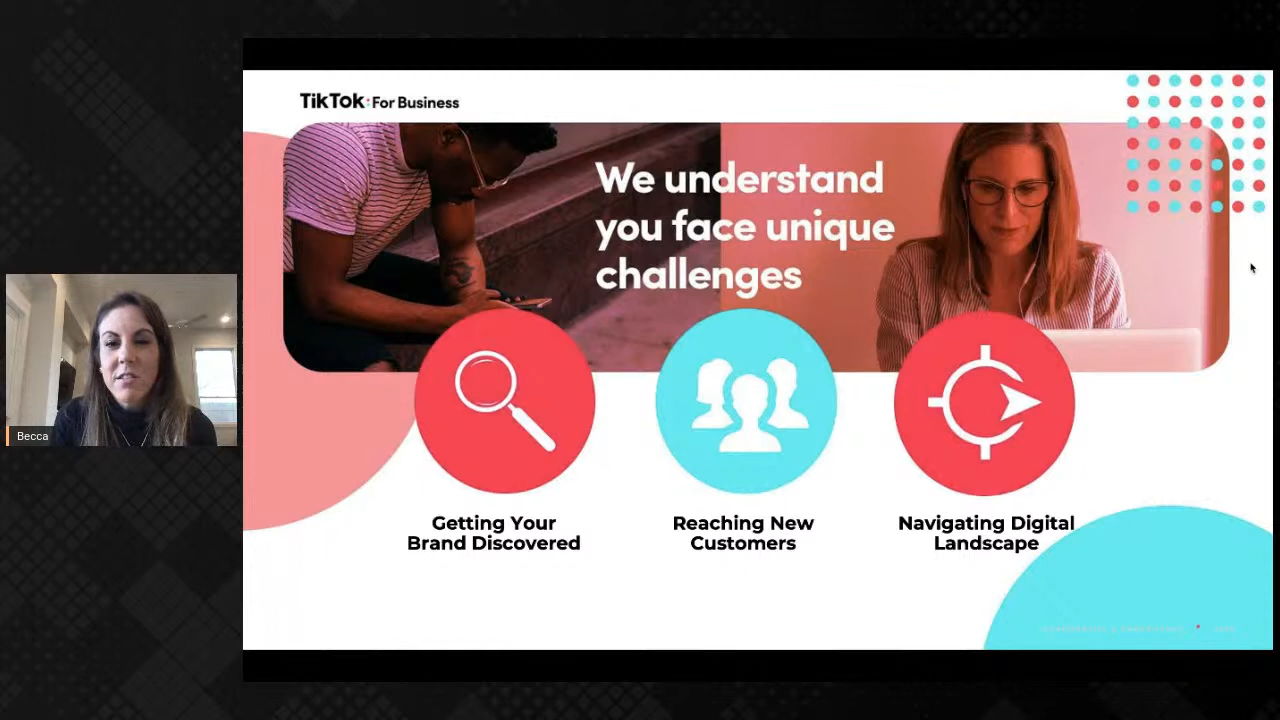 TikTok: For Business
We understand
you face unique
challenges
Getting Your
Brand Discovered
Reaching New
Customers
Navigating Digital
Landscape
Becca